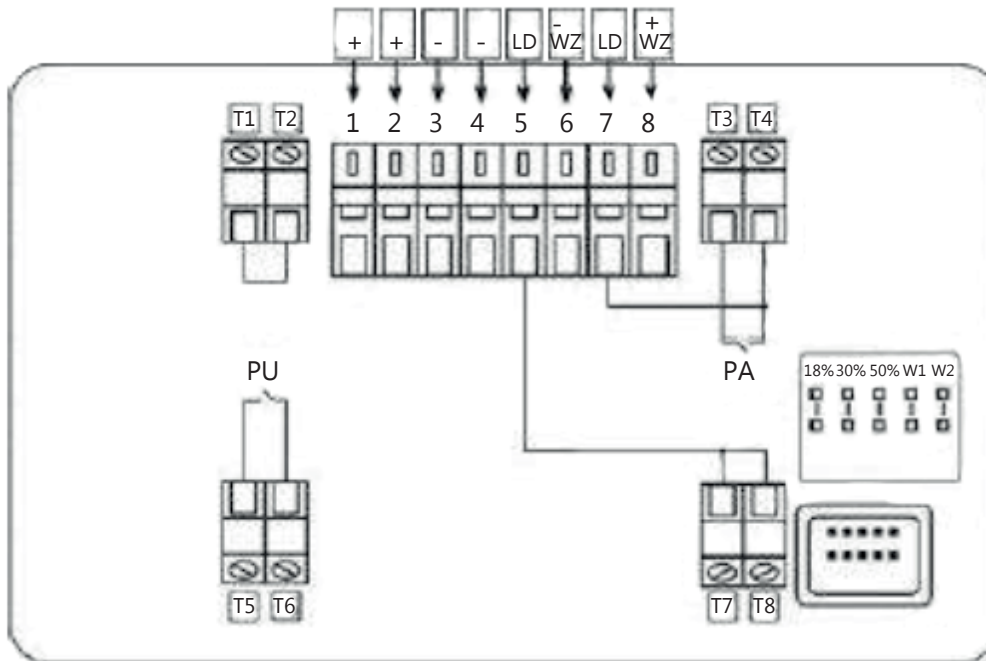 + + - - LD - WZ LD + WZ
1 2 3 4 5 6 7 8
T1 T2
T3 T4
PU
PA
18% 30% 50% W1 W2
T5 T6
T7 T8